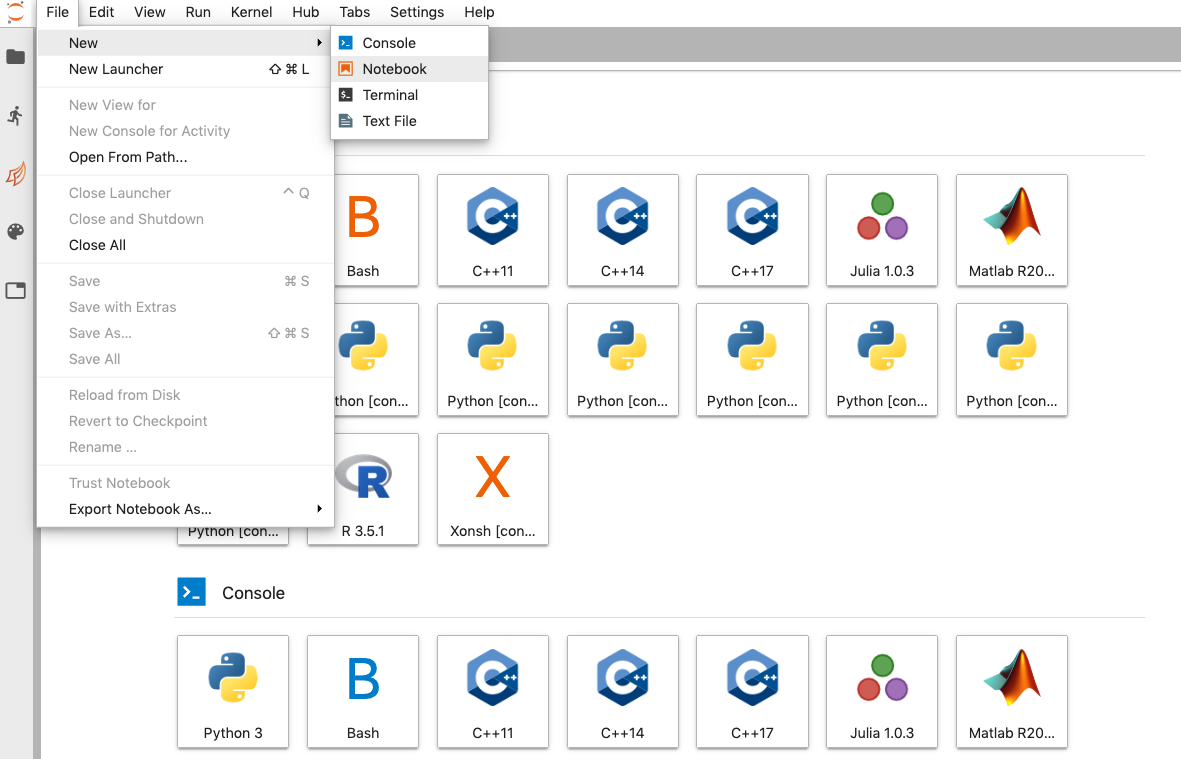 File Edit View Run Kernel Hub Tabs Settings Help
New
New Launcher ⇧ ⌘ L
New View for
New Console for Activity
Open From Path...
Close Launcher ^ Q
Close and Shutdown
Close All
Save ⌘ S
Save with Extras
Save As... ⇧ ⌘ S
Save All
Reload from Disk
Revert to Checkpoint
Rename ...
Trust Notebook
Export Notebook As...
Console
Notebook
$_ Terminal
Text File
B
Bash
C++
C++11
C++
C++14
C++
C++17
Julia 1.0.3
Matlab R20...
thon [con...
Python [con...
Python [con...
Python [con...
Python [con...
Python [con...
Python [con...
R
R 3.5.1
X
Xonsh [con...
Console
Python 3
B
Bash
C++
C++11
C++
C++14
C++
C++17
Julia 1.0.3
Matlab R20...